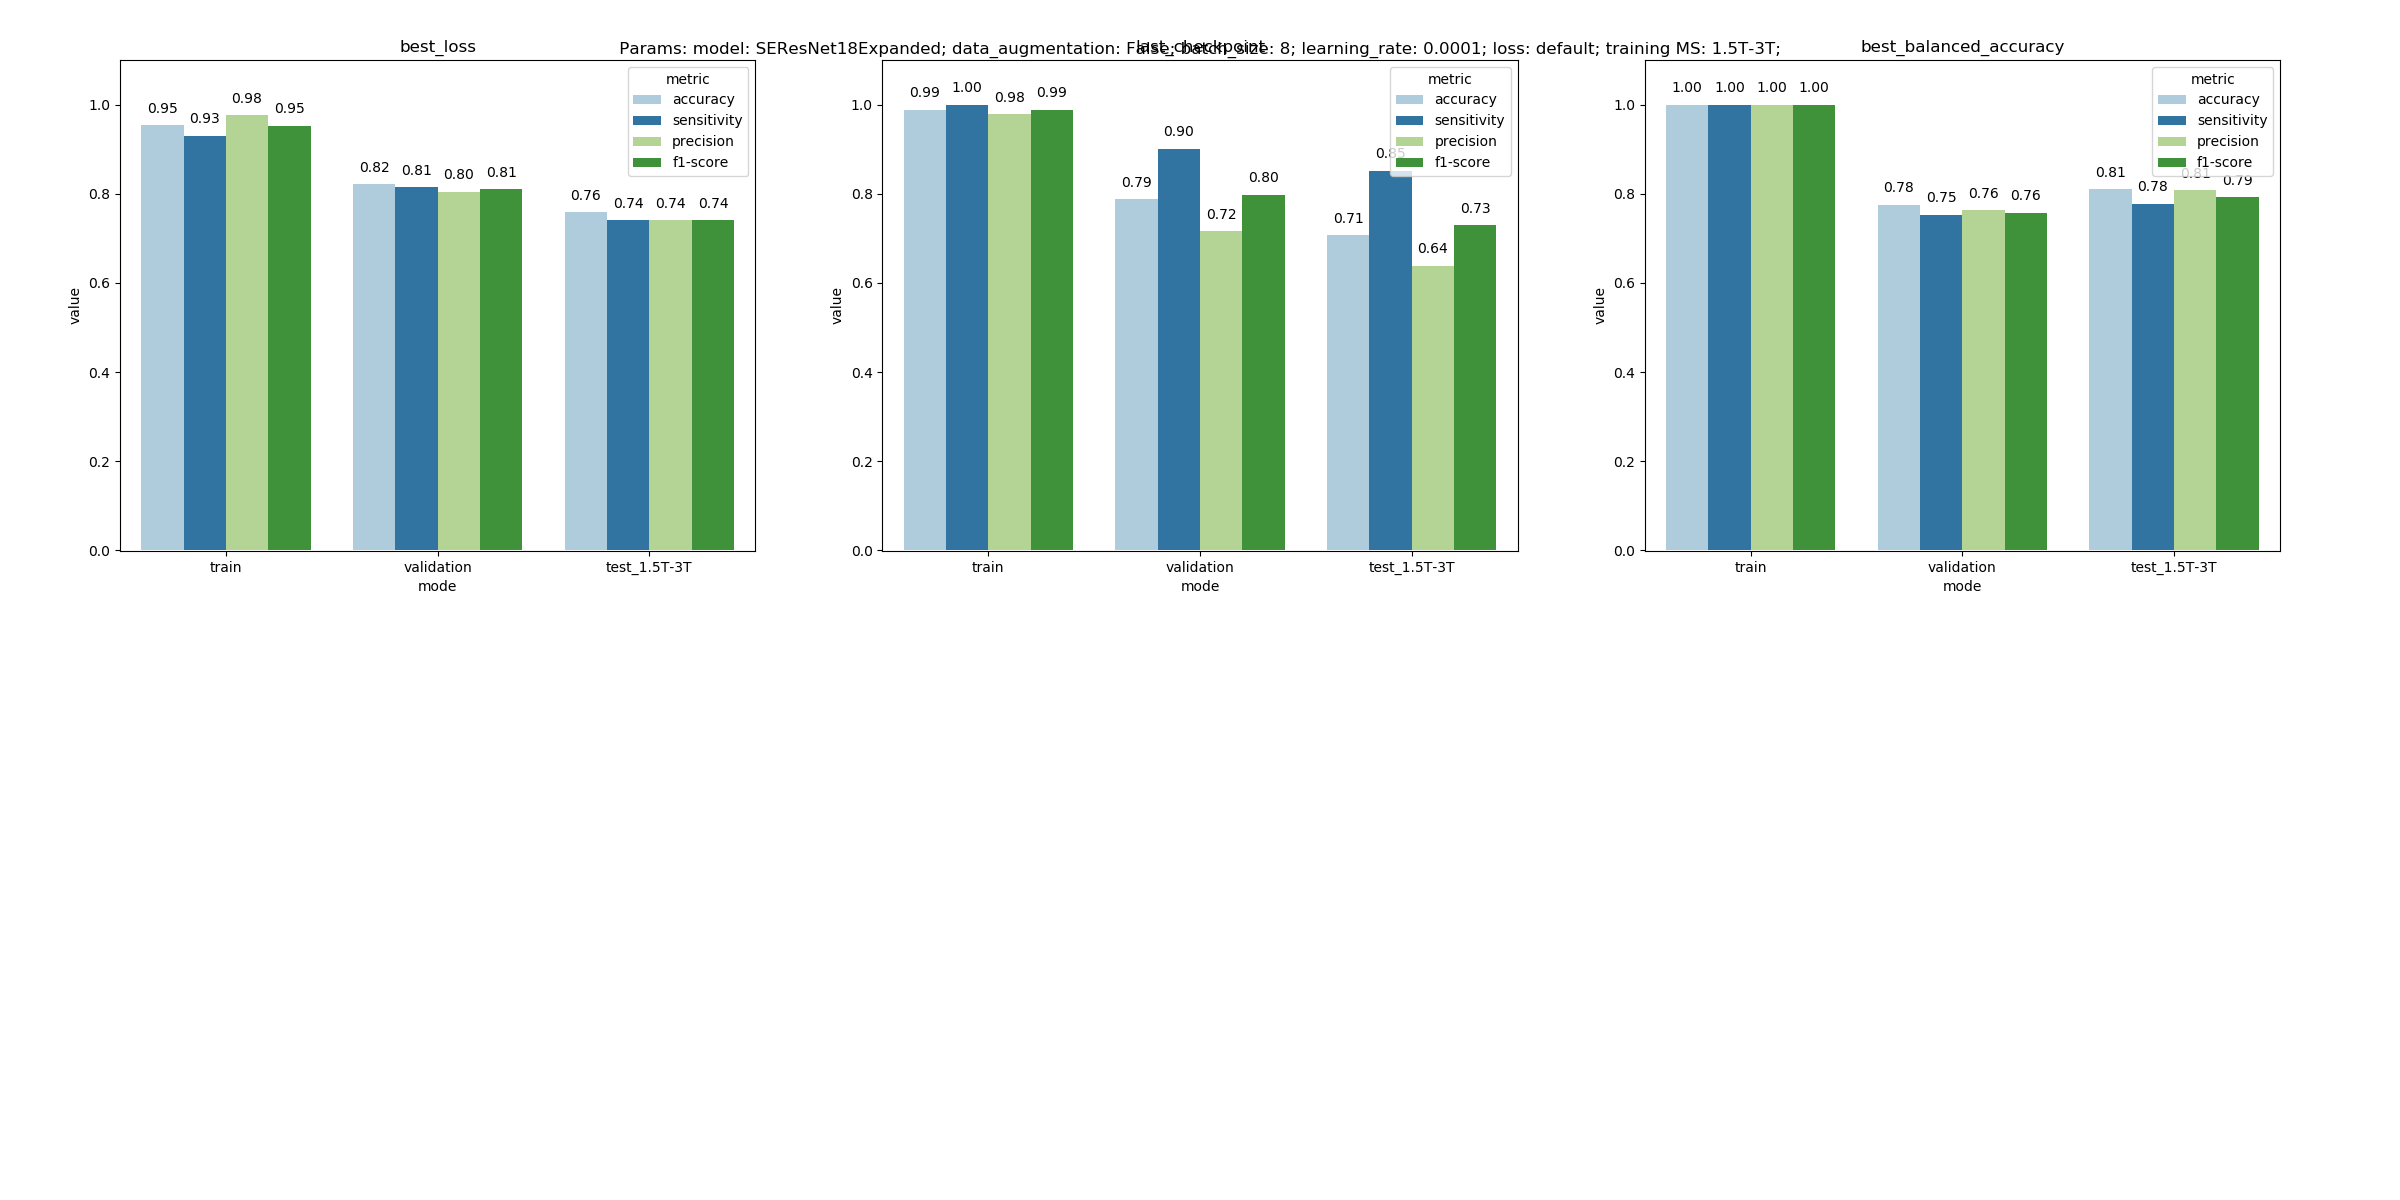 Params: model: SEResNet18Expanded; data_augmentation: False; batch_size: 8; learning_rate: 0.0001; loss: default; training MS: 1.5T-3T;
best_loss
metric
accuracy
sensitivity
precision
f1-score
0.95 0.93 0.98 0.95
0.82 0.81 0.80 0.81
0.76 0.74 0.74 0.74
1.0
0.8
0.6
0.4
0.2
0.0
value
train validation test_1.5T-3T
mode
last_checkpoint
metric
accuracy
sensitivity
precision
f1-score
0.99 1.00 0.98 0.99
0.79 0.90 0.72 0.80
0.71 0.85 0.64 0.73
1.0
0.8
0.6
0.4
0.2
0.0
value
train validation test_1.5T-3T
mode
best_balanced_accuracy
metric
accuracy
sensitivity
precision
f1-score
1.00 1.00 1.00 1.00
0.78 0.75 0.76 0.76
0.81 0.78 0.81 0.79
1.0
0.8
0.6
0.4
0.2
0.0
value
train validation test_1.5T-3T
mode